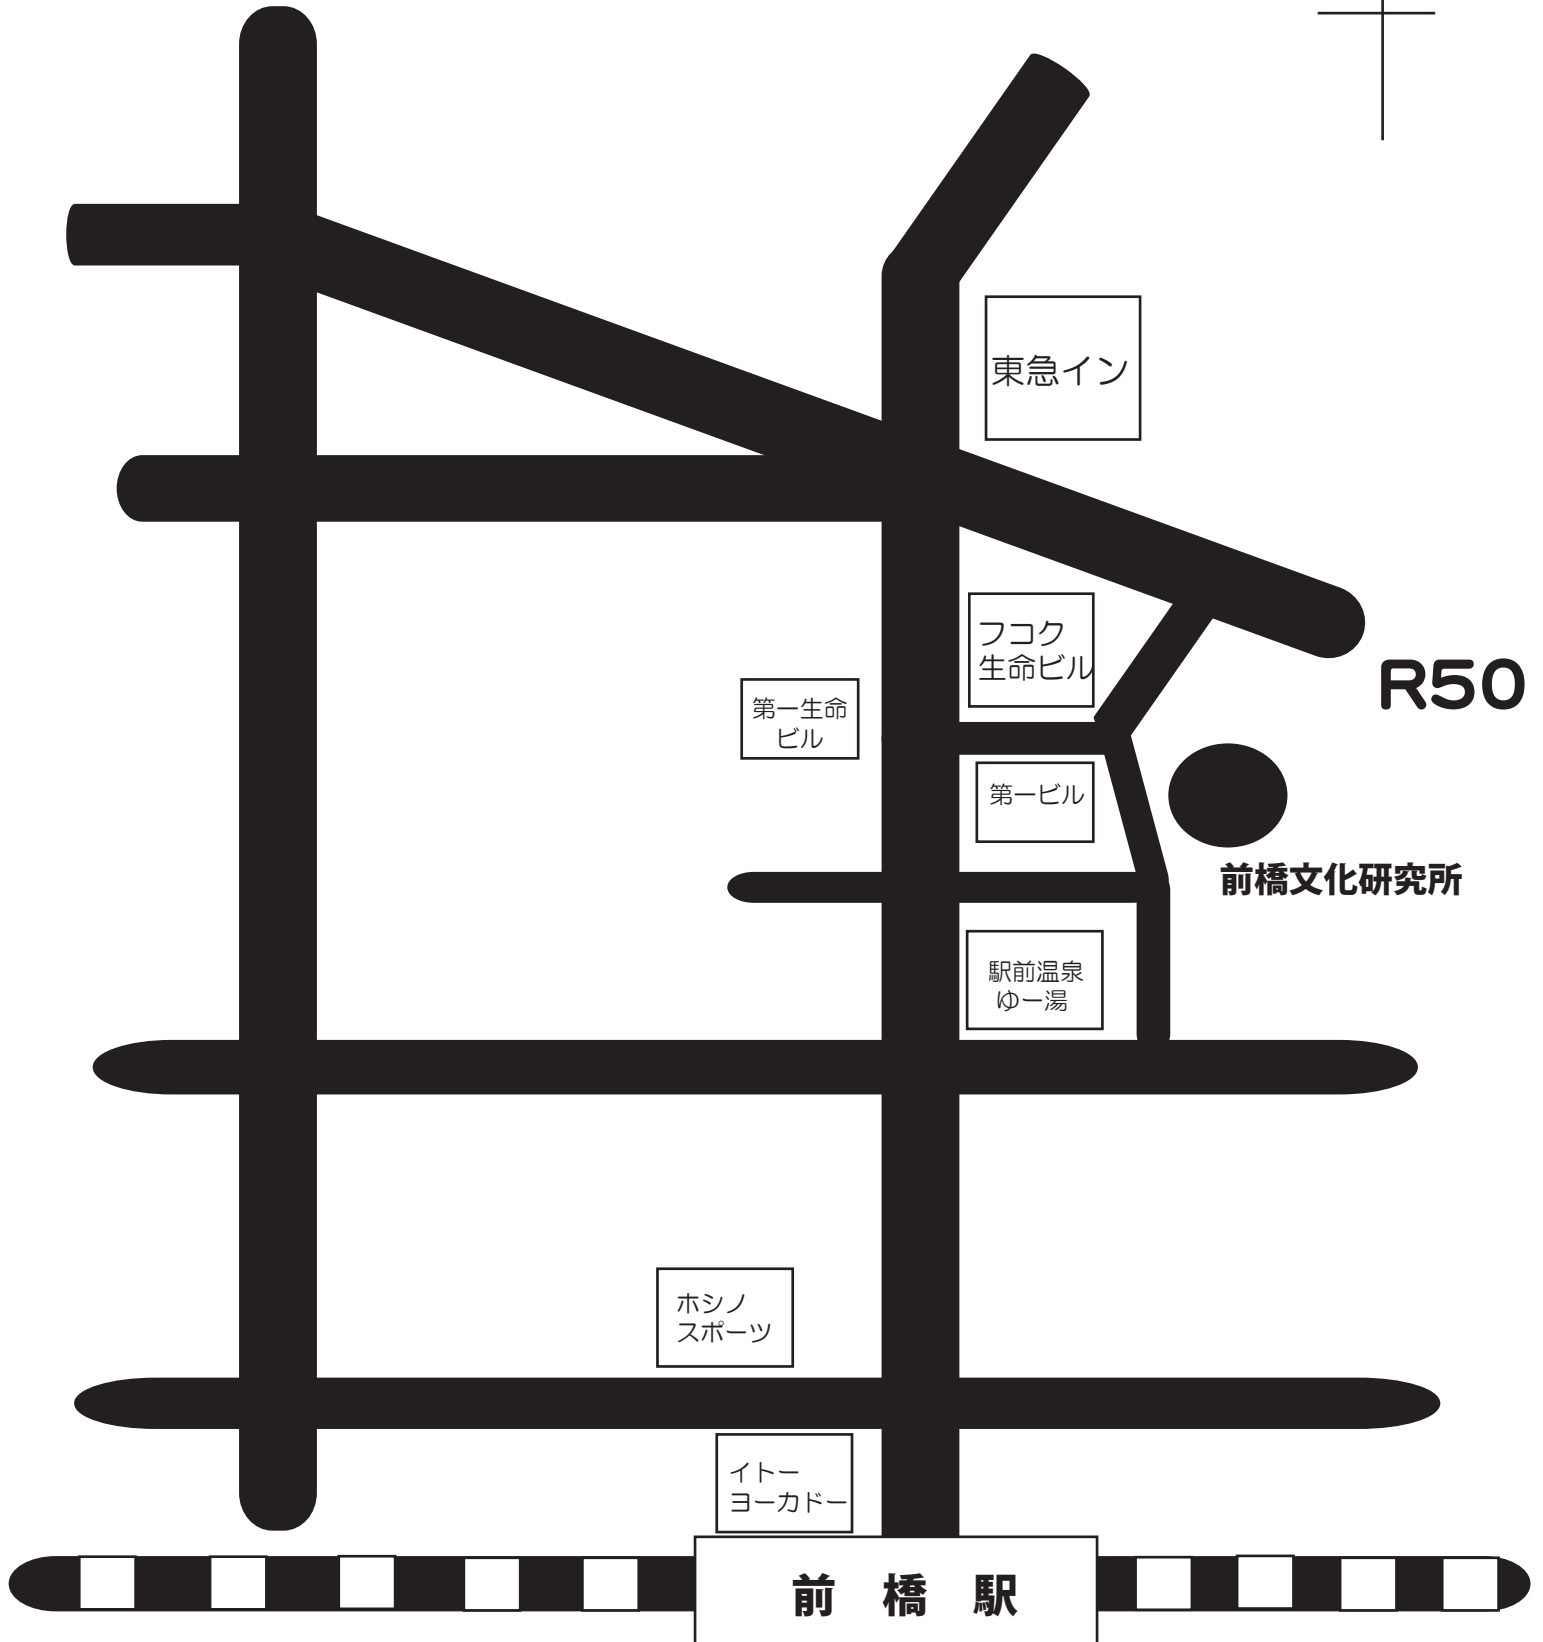 東急イン
フコク
生命ビル
R50
第一生命
ビル
第一ビル
前橋文化研究所
駅前温泉
ゆー湯
ホシノ
スポーツ
イトー
ヨーカドー
前 橋 駅